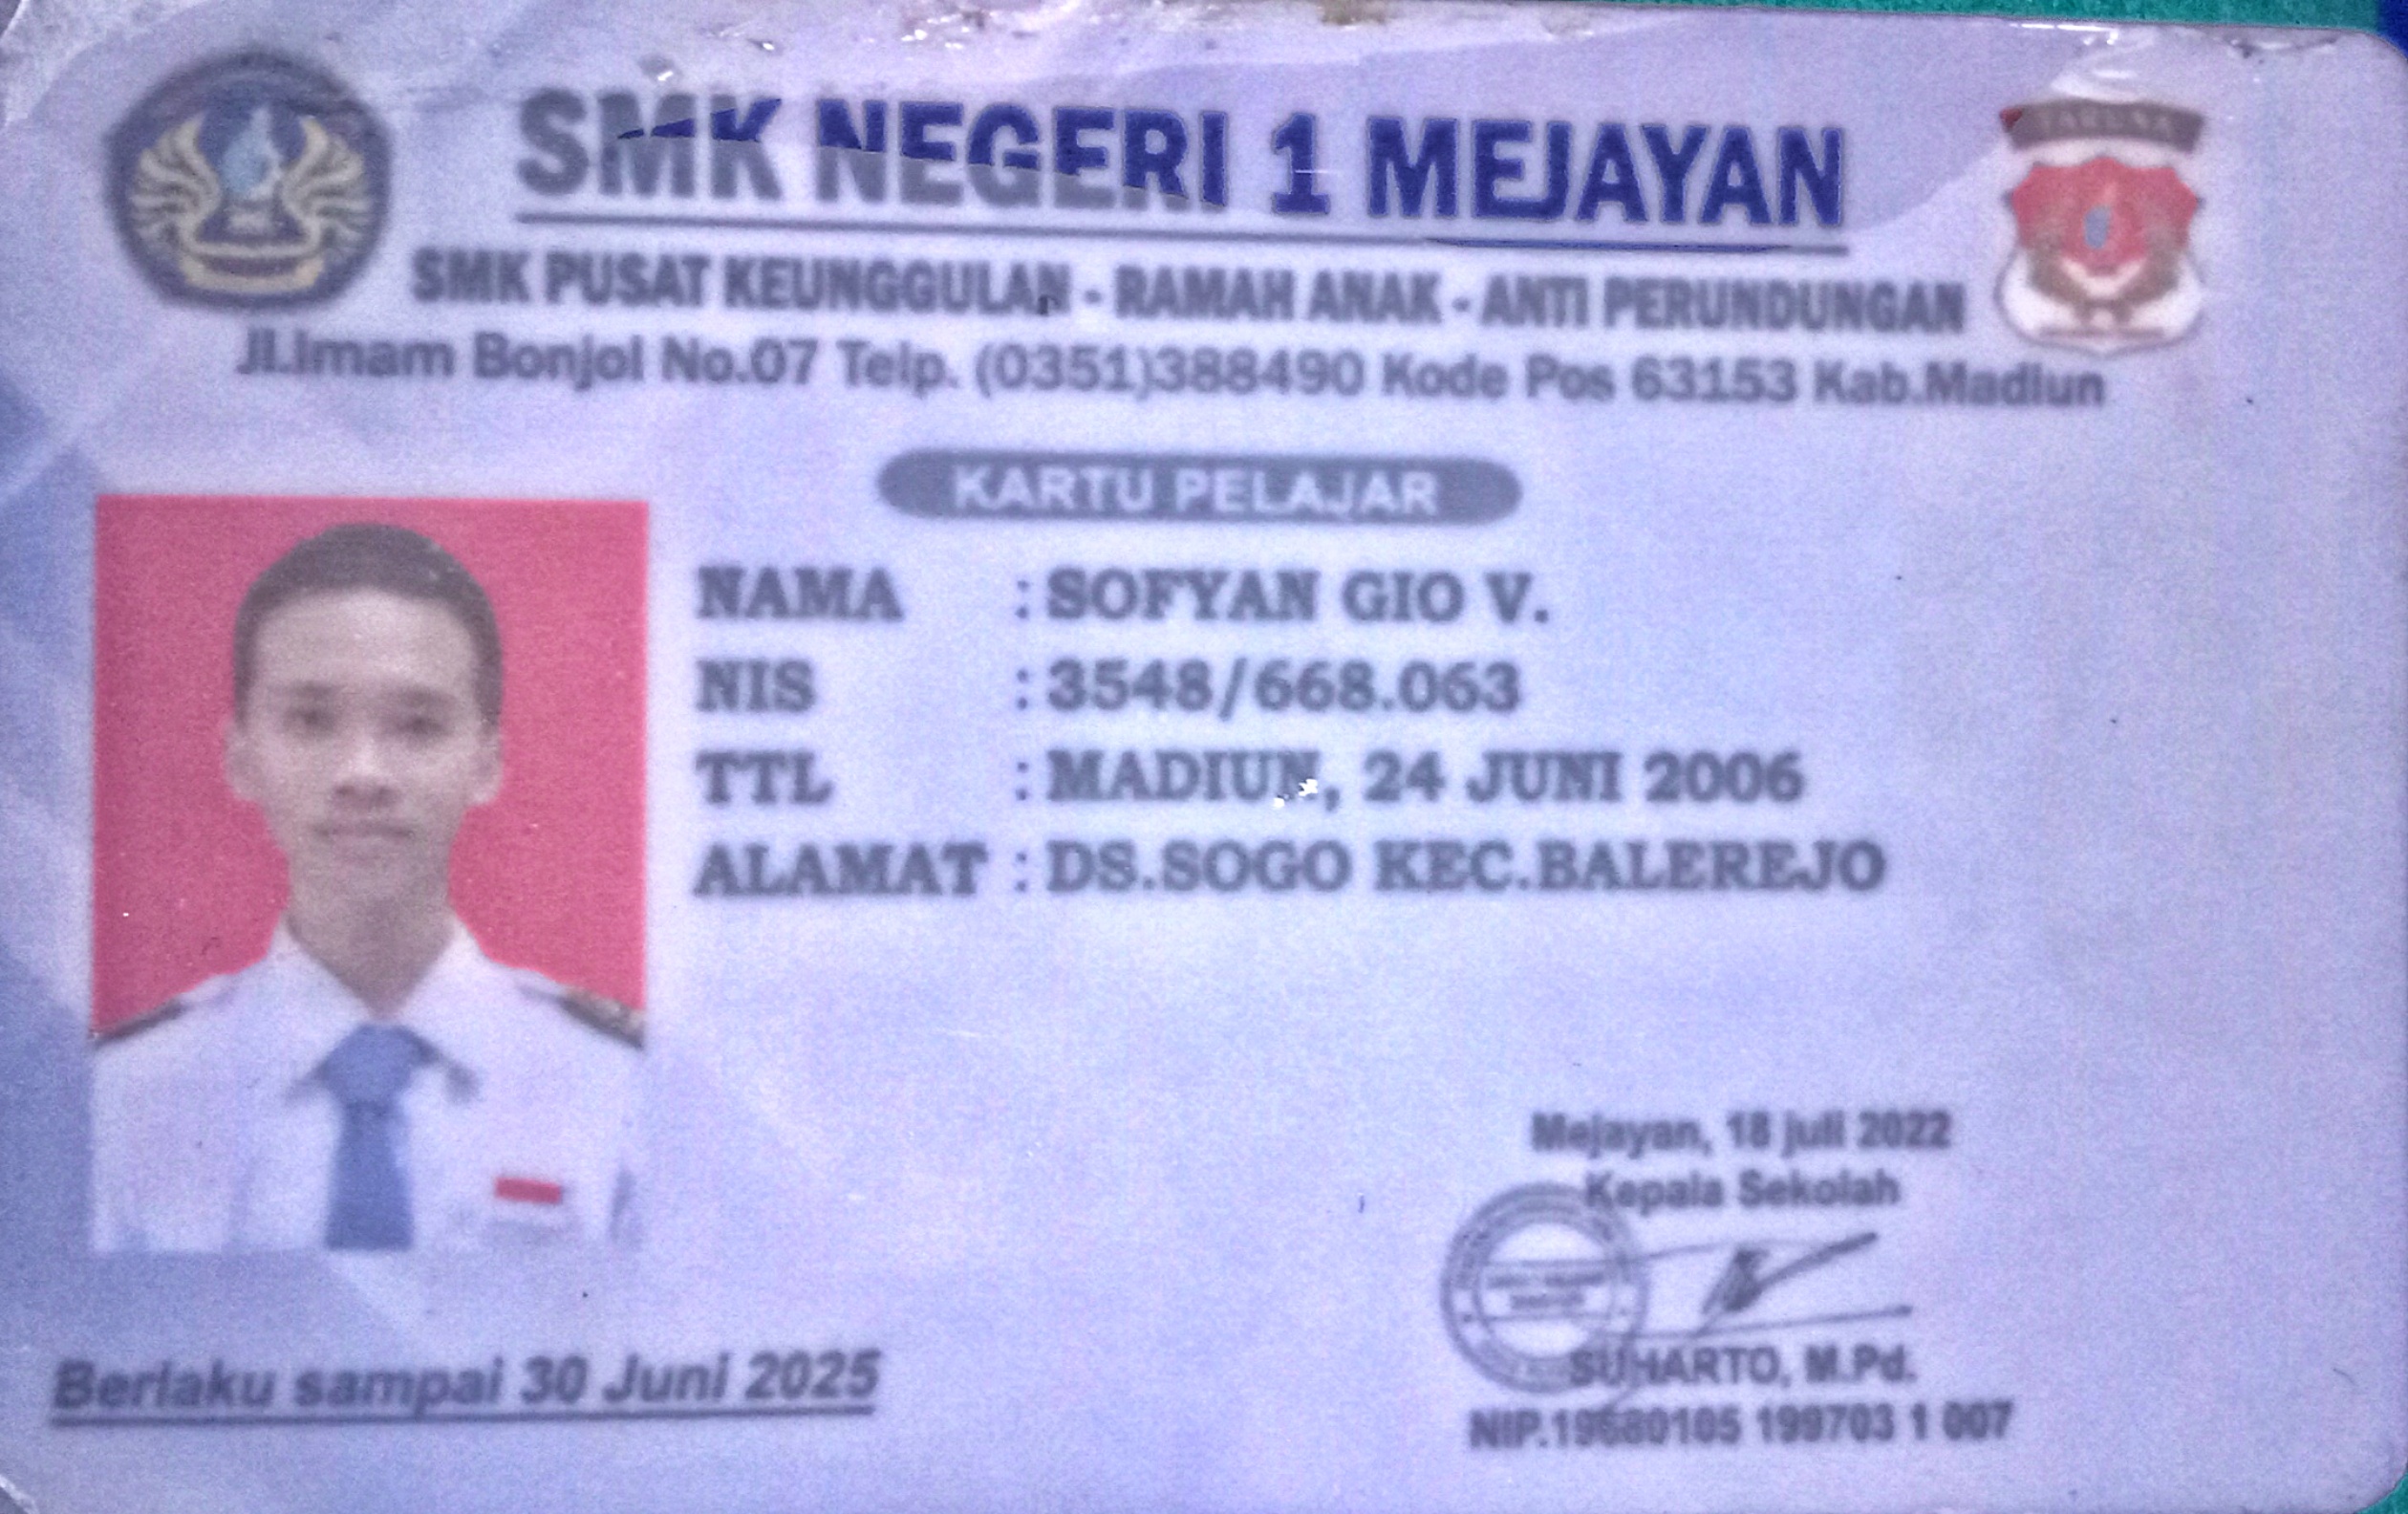 SMK NEGERI 1 MEJAYAN
SMK PUSAT KEUNGGULAN - RAMAH ANAK - ANTI PERUNDUNGAN
Jl.Imam Bonjol No.07 Telp. (0351)388490 Kode Pos 63153 Kab.Madiun
TARUNA
KARTU PELAJAR
NAMA : SOFYAN GIO V.
NIS : 3548/668.063
TTL : MADIUN, 24 JUNI 2006
ALAMAT : DS.SOGO KEC.BALEREJO
Mejayan, 18 juli 2022
Kepala Sekolah
SUHARTO, M.Pd.
NIP.19680105 199703 1 007
Berlaku sampai 30 Juni 2025